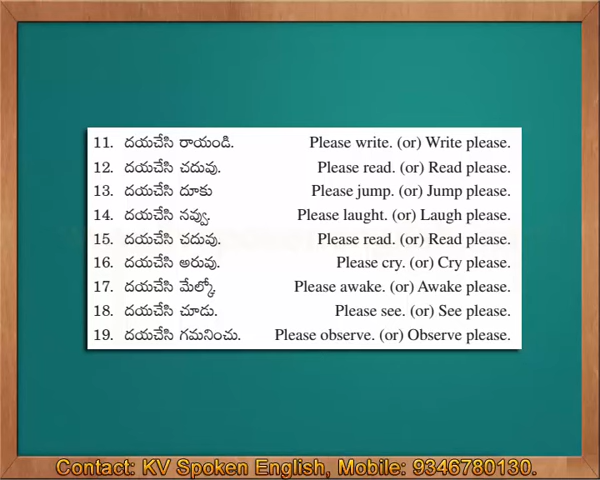 11. దయచేసి రాయండి. Please write. (or) Write please.
12. దయచేసి చదువు. Please read. (or) Read please.
13. దయచేసి దూకు Please jump. (or) Jump please.
14. దయచేసి నవ్వు. Please laught. (or) Laugh please.
15. దయచేసి చదువు. Please read. (or) Read please.
16. దయచేసి అరువు. Please cry. (or) Cry please.
17. దయచేసి మేల్కో Please awake. (or) Awake please.
18. దయచేసి చూడు. Please see. (or) See please.
19. దయచేసి గమనించు. Please observe. (or) Observe please.
Contact: KV Spoken English, Mobile: 9346780130.